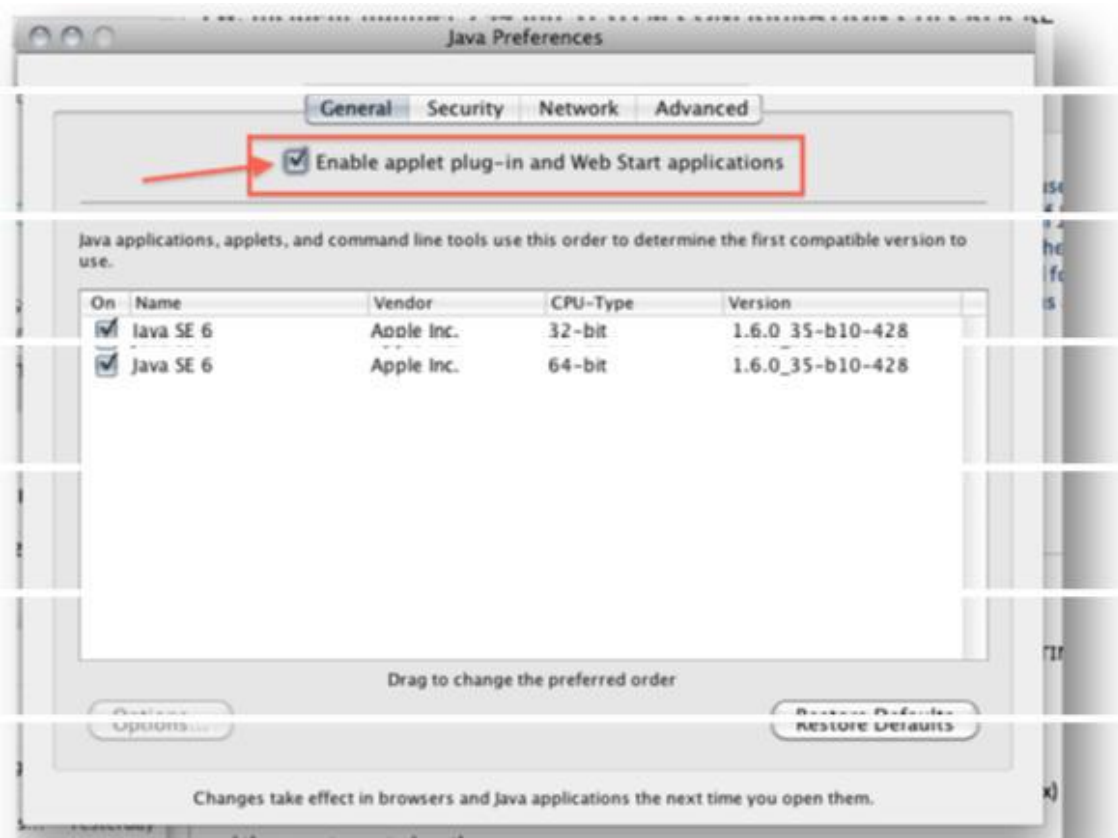 Java Preferences
General Security Network Advanced
Enable applet plug-in and Web Start applications
Java applications, applets, and command line tools use this order to determine the first compatible version to
use.
On Name Vendor CPU-Type Version
Java SE 6 Apple Inc. 32-bit 1.6.0_35-b10-428
Java SE 6 Apple Inc. 64-bit 1.6.0_35-b10-428
Drag to change the preferred order
Options... Restore Defaults
Changes take effect in browsers and Java applications the next time you open them.
Yesterday